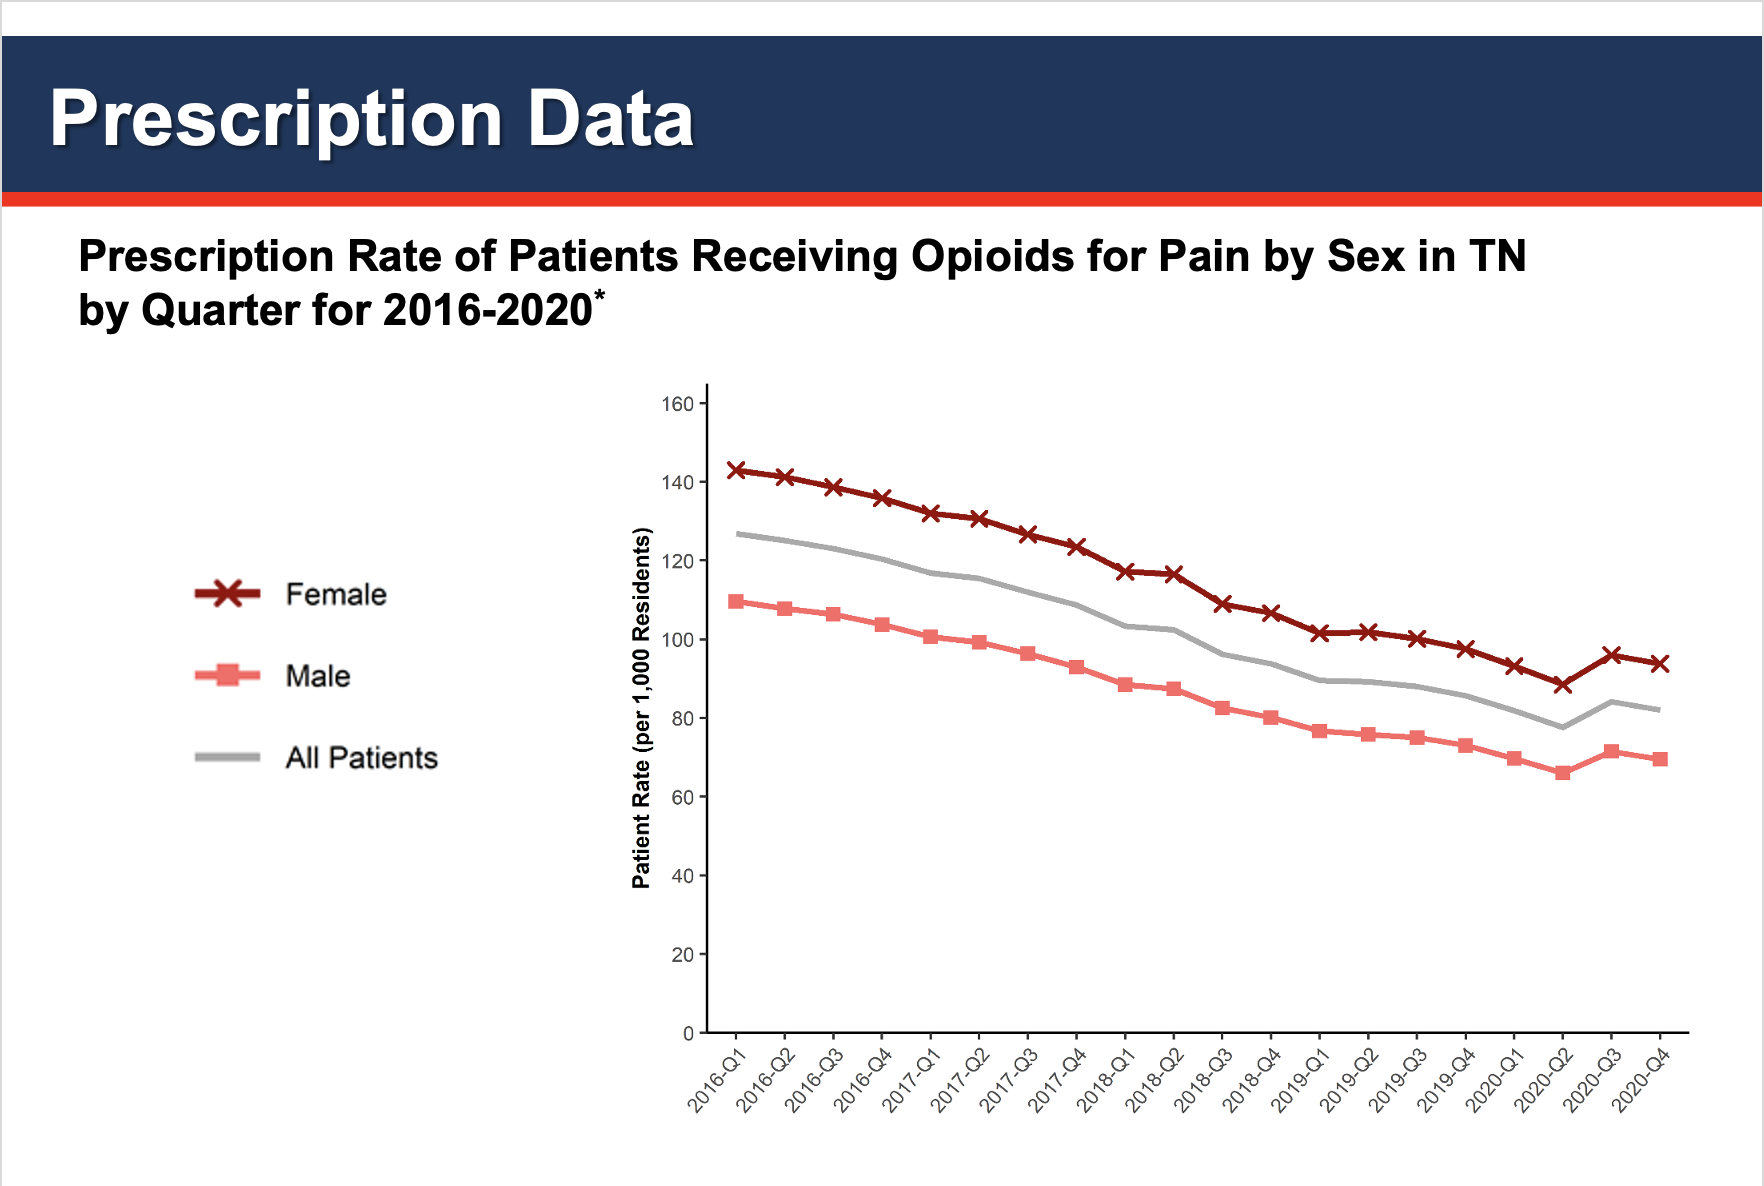 Prescription Data
Prescription Rate of Patients Receiving Opioids for Pain by Sex in TN
by Quarter for 2016-2020*
Female
Male
All Patients
Patient Rate (per 1,000 Residents)
160
140
120
100
80
60
40
20
0
2016-Q1
2016-Q2
2016-Q3
2016-Q4
2017-Q1
2017-Q2
2017-Q3
2017-Q4
2018-Q1
2018-Q2
2018-Q3
2018-Q4
2019-Q1
2019-Q2
2019-Q3
2019-Q4
2020-Q1
2020-Q2
2020-Q3
2020-Q4